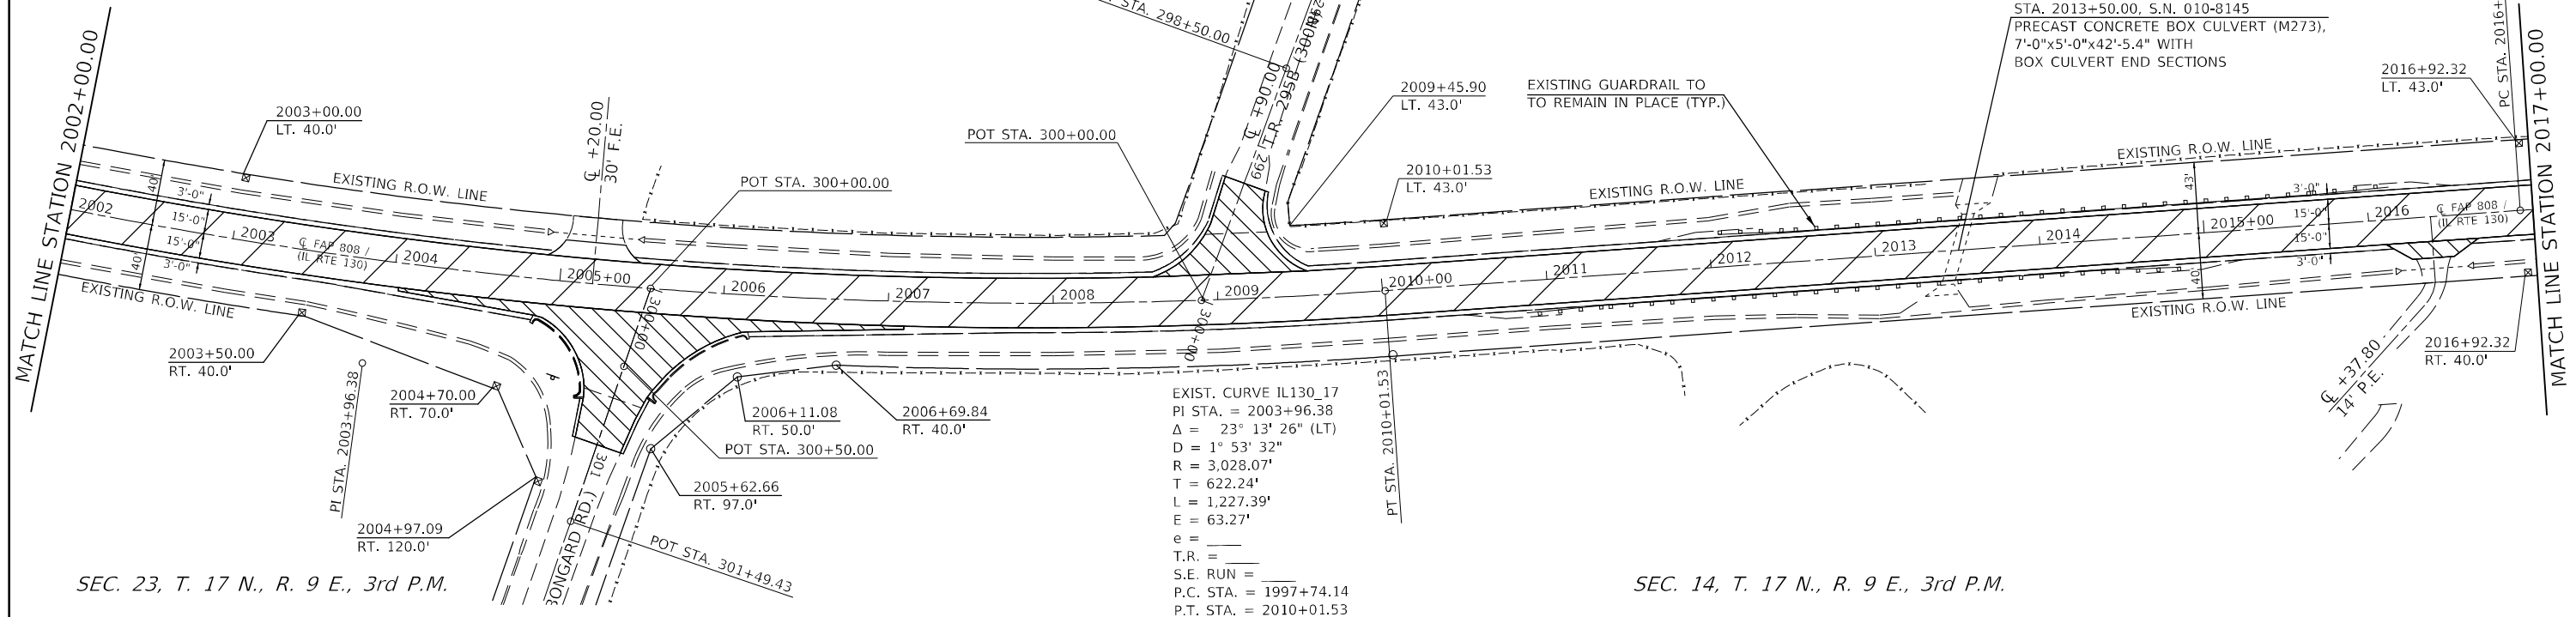 MATCH LINE STATION 2002+00.00
2003+00.00
LT. 40.0'
EXISTING R.O.W. LINE
℄ +20.00
30' F.E.
POT STA. 300+00.00
STA. 298+50.00
POT STA. 300+00.00
℄ +90.00
T.R. 295B (300N)
299
2009+45.90
LT. 43.0'
2010+01.53
LT. 43.0'
EXISTING GUARDRAIL TO
TO REMAIN IN PLACE (TYP.)
EXISTING R.O.W. LINE
STA. 2013+50.00, S.N. 010-8145
PRECAST CONCRETE BOX CULVERT (M273),
7'-0"x5'-0"x42'-5.4" WITH
BOX CULVERT END SECTIONS
EXISTING R.O.W. LINE
2016+92.32
LT. 43.0'
PC STA. 2016+
MATCH LINE STATION 2017+00.00
40'
3'-0"
15'-0"
15'-0"
3'-0"
40'
2002
2003
℄ FAP 808 /
(IL RTE 130)
2004
2005+00
2006
2007
2008
2009
2010+00
2011
2012
2013
2014
2015+00
2016
℄ FAP 808 /
(IL RTE 130)
43'
3'-0"
15'-0"
15'-0"
3'-0"
40'
300+00
300+00
EXISTING R.O.W. LINE
EXISTING R.O.W. LINE
2003+50.00
RT. 40.0'
PI STA. 2003+96.38
2004+70.00
RT. 70.0'
2004+97.09
RT. 120.0'
P
301
BONGARD RD.)
POT STA. 301+49.43
2005+62.66
RT. 97.0'
POT STA. 300+50.00
2006+11.08
RT. 50.0'
2006+69.84
RT. 40.0'
EXIST. CURVE IL130_17
PI STA. = 2003+96.38
Δ = 23° 13' 26" (LT)
D = 1° 53' 32"
R = 3,028.07'
T = 622.24'
L = 1,227.39'
E = 63.27'
e = ____
T.R. = ____
S.E. RUN = ____
P.C. STA. = 1997+74.14
P.T. STA. = 2010+01.53
PT STA. 2010+01.53
℄ +37.80
14' P.E.
2016+92.32
RT. 40.0'
SEC. 23, T. 17 N., R. 9 E., 3rd P.M.
SEC. 14, T. 17 N., R. 9 E., 3rd P.M.